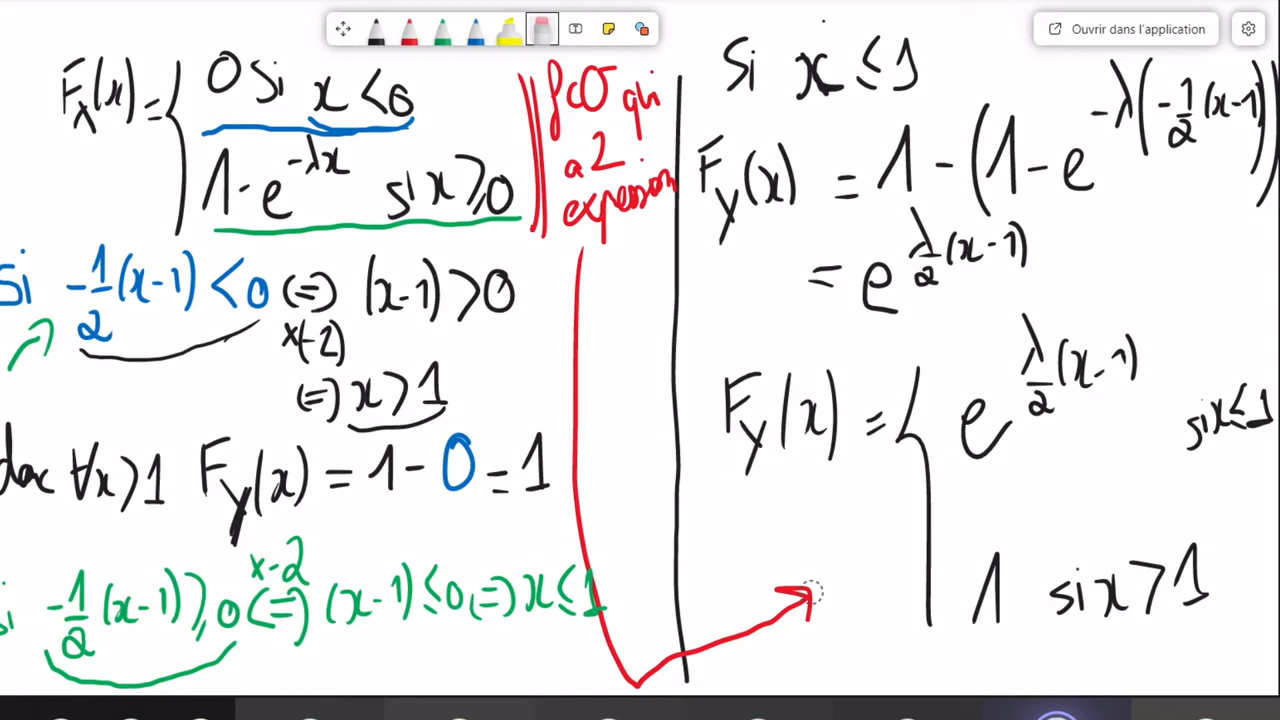 Ouvrir dans l'application
F_X(x) = { 0 si x < 0
1 - e^{-λx} si x ≥ 0
fc° qui
a 2
expression
Si -1/2 (x-1) < 0 (=) (x-1) > 0
x(-2)
(=) x > 1
donc ∀x > 1 F_Y(x) = 1 - 0 = 1
x-2
Si -1/2 (x-1) ≥ 0 (=) (x-1) ≤ 0 (=) x ≤ 1
Si x ≤ 1
F_Y(x) = 1 - (1 - e^{-λ(-1/2 (x-1))})
= e^{λ/2 (x-1)}
F_Y(x) = { e^{λ/2 (x-1)} si x ≤ 1
1 si x > 1